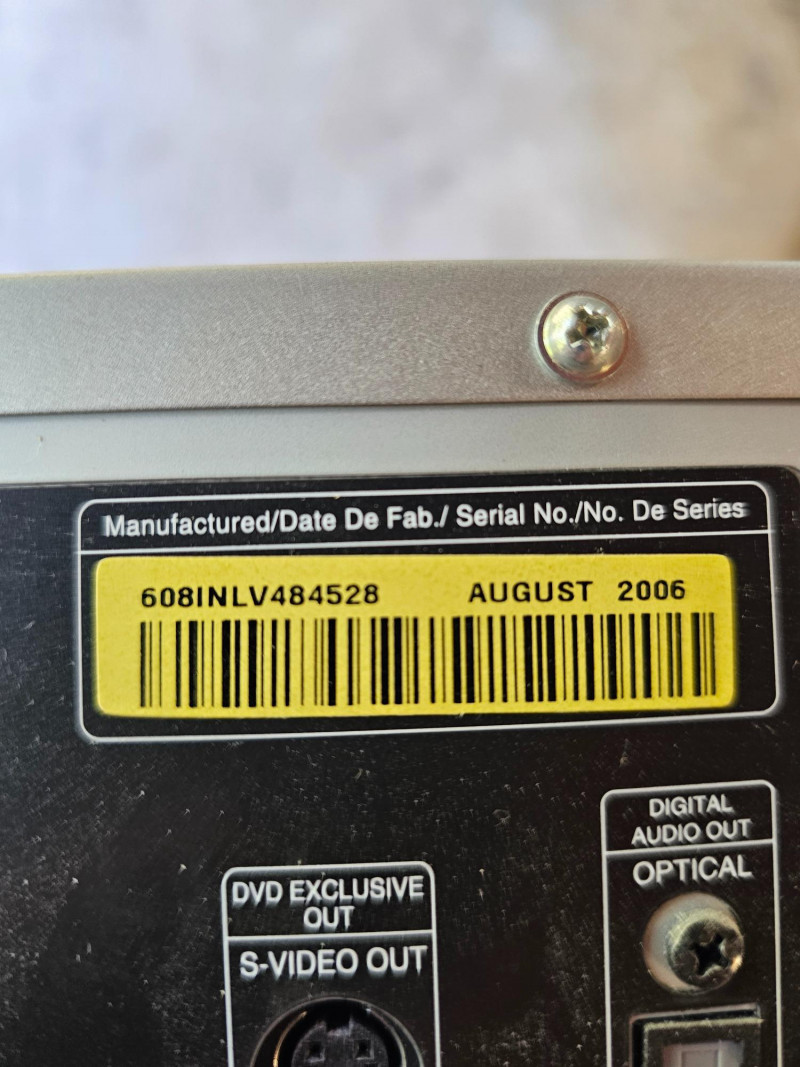 Manufactured/Date De Fab./ Serial No./No. De Series
608INLV484528 AUGUST 2006
DIGITAL
AUDIO OUT
OPTICAL
DVD EXCLUSIVE
OUT
S-VIDEO OUT